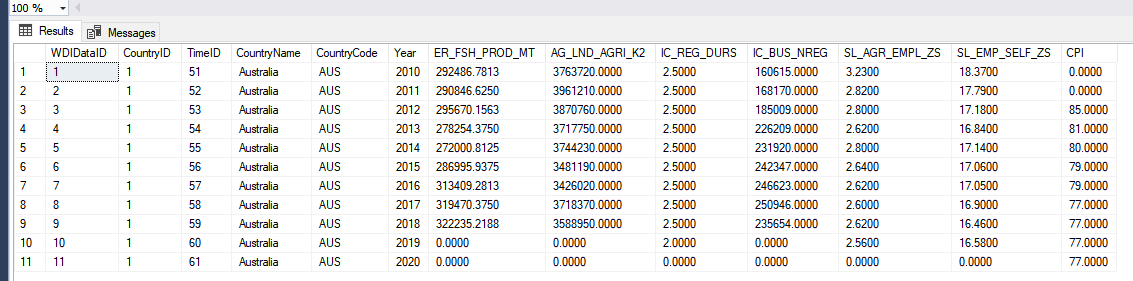 100 %
Results Messages
WDIDataID CountryID TimeID CountryName CountryCode Year ER_FSH_PROD_MT AG_LND_AGRI_K2 IC_REG_DURS IC_BUS_NREG SL_AGR_EMPL_ZS SL_EMP_SELF_ZS CPI
1 1 1 51 Australia AUS 2010 292486.7813 3763720.0000 2.5000 160615.0000 3.2300 18.3700 0.0000
2 2 1 52 Australia AUS 2011 290846.6250 3961210.0000 2.5000 168170.0000 2.8200 17.7900 0.0000
3 3 1 53 Australia AUS 2012 295670.1563 3870760.0000 2.5000 185009.0000 2.8000 17.1800 85.0000
4 4 1 54 Australia AUS 2013 278254.3750 3717750.0000 2.5000 226209.0000 2.6200 16.8400 81.0000
5 5 1 55 Australia AUS 2014 272000.8125 3744230.0000 2.5000 231920.0000 2.8000 17.1400 80.0000
6 6 1 56 Australia AUS 2015 286995.9375 3481190.0000 2.5000 242347.0000 2.6400 17.0600 79.0000
7 7 1 57 Australia AUS 2016 313409.2813 3426020.0000 2.5000 246623.0000 2.6200 17.0500 79.0000
8 8 1 58 Australia AUS 2017 319470.3750 3718370.0000 2.5000 250946.0000 2.6000 16.9000 77.0000
9 9 1 59 Australia AUS 2018 322235.2188 3588950.0000 2.5000 235654.0000 2.6200 16.4600 77.0000
10 10 1 60 Australia AUS 2019 0.0000 0.0000 2.0000 0.0000 2.5600 16.5800 77.0000
11 11 1 61 Australia AUS 2020 0.0000 0.0000 0.0000 0.0000 0.0000 0.0000 77.0000